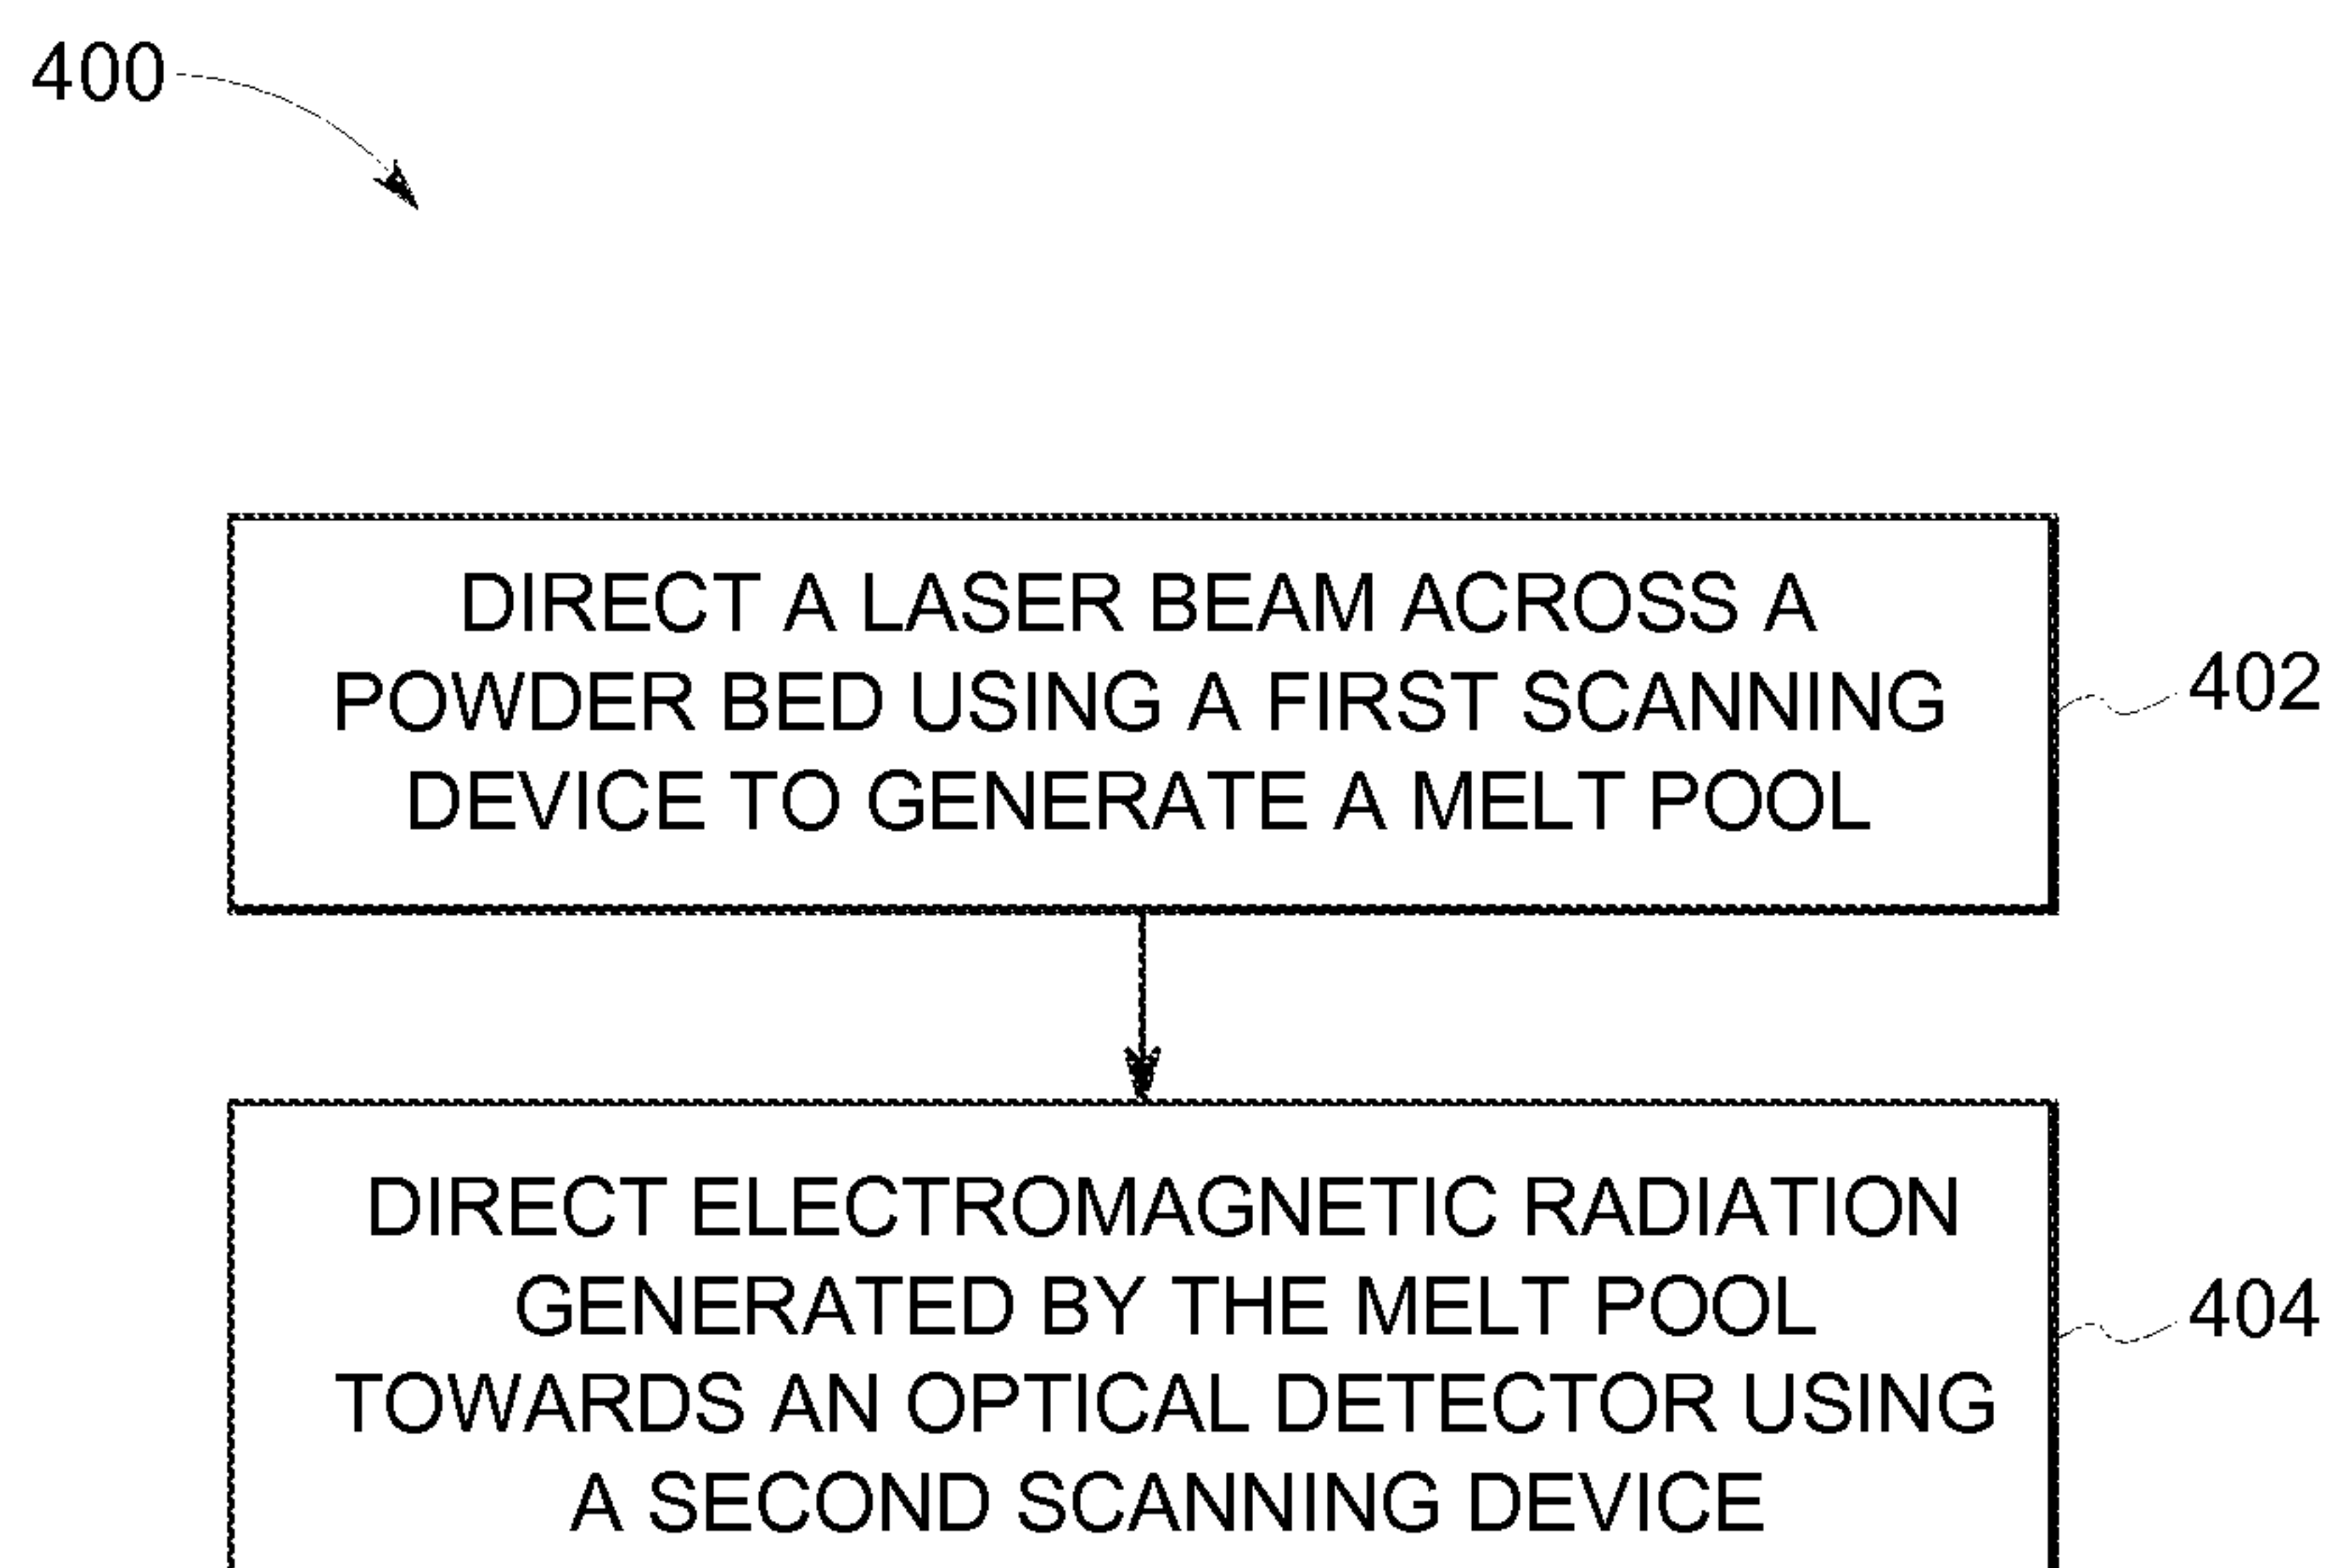 400
DIRECT A LASER BEAM ACROSS A
POWDER BED USING A FIRST SCANNING
DEVICE TO GENERATE A MELT POOL
402
DIRECT ELECTROMAGNETIC RADIATION
GENERATED BY THE MELT POOL
TOWARDS AN OPTICAL DETECTOR USING
A SECOND SCANNING DEVICE
404